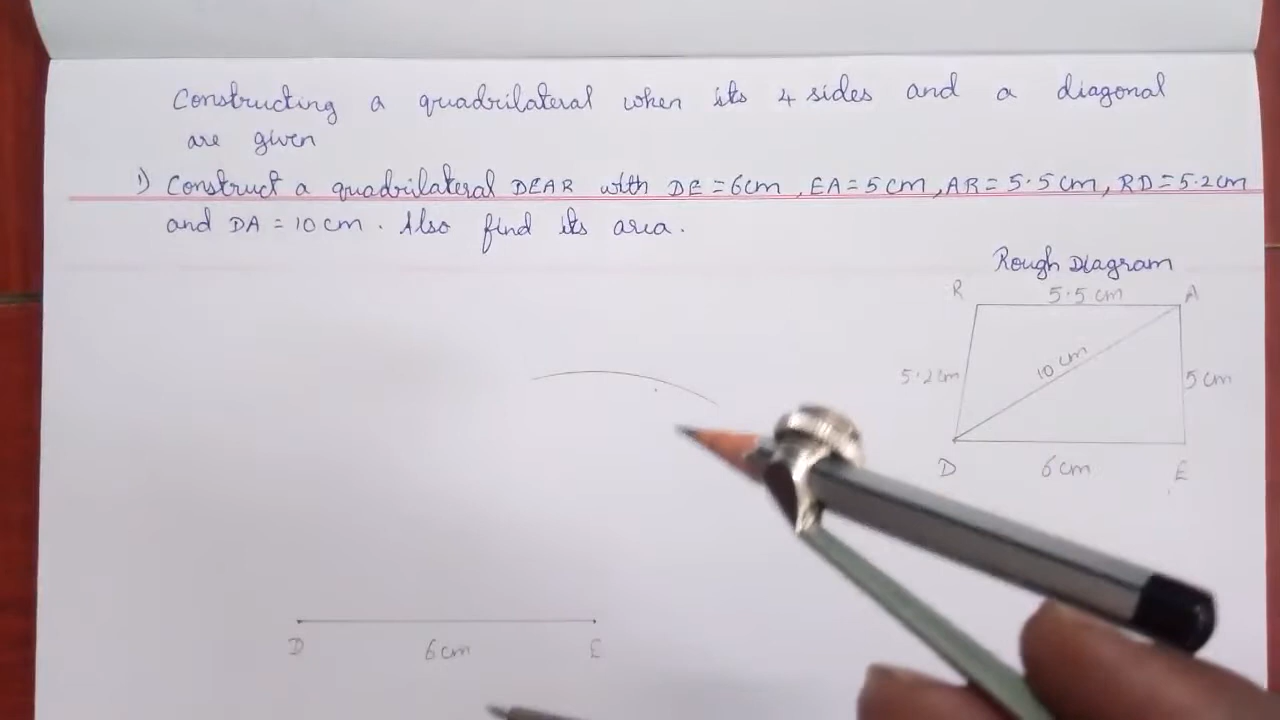 Constructing a quadrilateral when its 4 sides and a diagonal
are given
1) Construct a quadrilateral DEAR with DE = 6cm, EA = 5cm, AR = 5.5cm, RD = 5.2cm
and DA = 10cm. Also find its area.
Rough Diagram
R 5.5 cm A
10 cm
5.2cm 5 cm
D 6cm E
D 6cm E